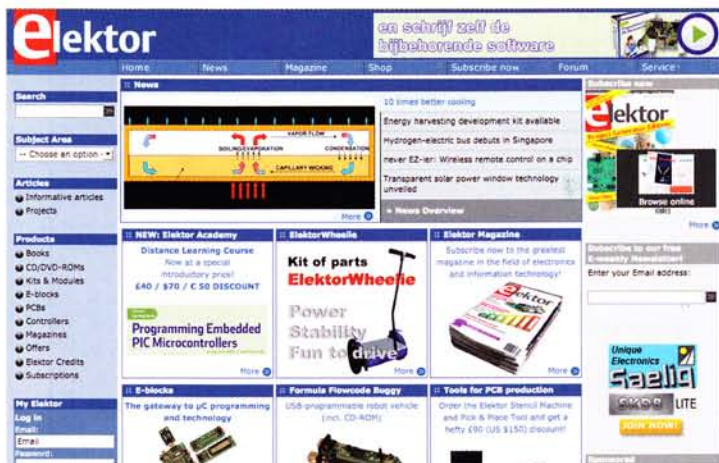 elektor
en schrijf zelf de
bijbehorende software
Home News Magazine Shop Subscribe now Forum Service
Search
Subject Area
-- Choose an option -
Articles
Informative articles
Projects
Products
Books
CD/DVD-ROMs
Kits & Modules
E-blocks
PCBs
Controllers
Magazines
Offers
Elektor Credits
Subscriptions
My Elektor
Log in
Email:
Email
Password:
News
VAPOR FLOW
BOILING/EVAPORATION
CONDENSATION
CAPILLARY WICKING
More
10 times better cooling
Energy harvesting development kit available
Hydrogen-electric bus debuts in Singapore
never EZ-ier: Wireless remote control on a chip
Transparent solar power window technology
unveiled
» News Overview
NEW: Elektor Academy
Distance Learning Course
Now at a special
introductory price!
£40 / $70 / € 50 DISCOUNT
Programming Embedded
PIC Microcontrollers
More
ElektorWheelie
Kit of parts
ElektorWheelie
Power
Stability
Fun to drive
More
Elektor Magazine
Subscribe now to the greatest
magazine in the field of electronics
and information technology!
elektor
More
E-blocks
The gateway to µC programming
and technology
Formula Flowcode Buggy
USB-programmable robot vehicle
(incl. CD-ROM)
Tools for PCB production
Order the Elektor Stencil Machine
and Pick & Place Tool and get a
hefty £90 (US $150) discount!
Subscribe now
elektor
Browse online
More
Subscribe to our free
E-weekly Newsletter!
Enter your Email address:
Unique
Electronics
Saelig
LITE
JOIN NOW!
Sponsored